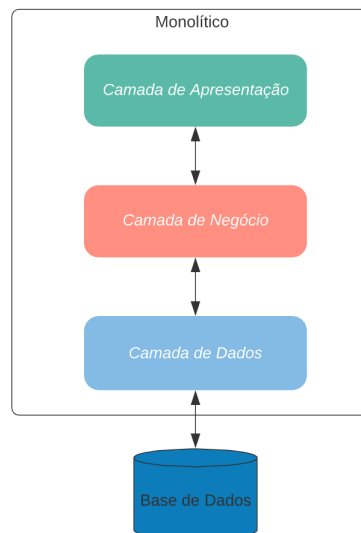 Monolítico
Camada de Apresentação
Camada de Negócio
Camada de Dados
Base de Dados